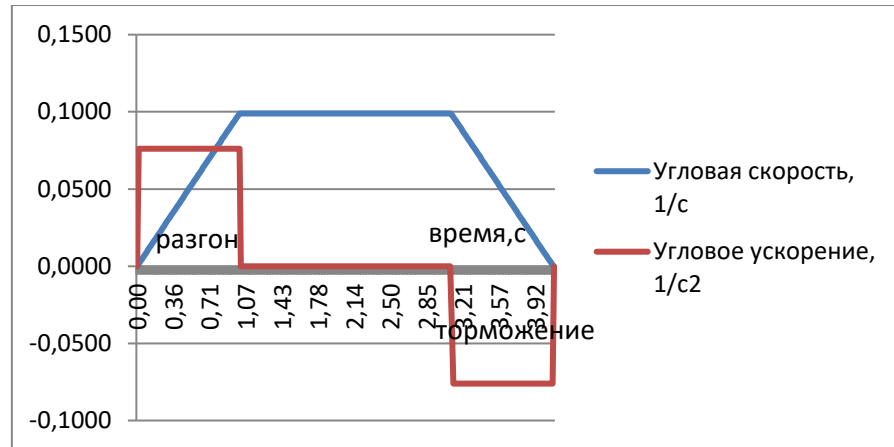 0,1500
0,1000
0,0500
0,0000
-0,0500
-0,1000
разгон
время,с
торможение
0,00
0,36
0,71
1,07
1,43
1,78
2,14
2,50
2,85
3,21
3,57
3,92
Угловая скорость,
1/с
Угловое ускорение,
1/с2